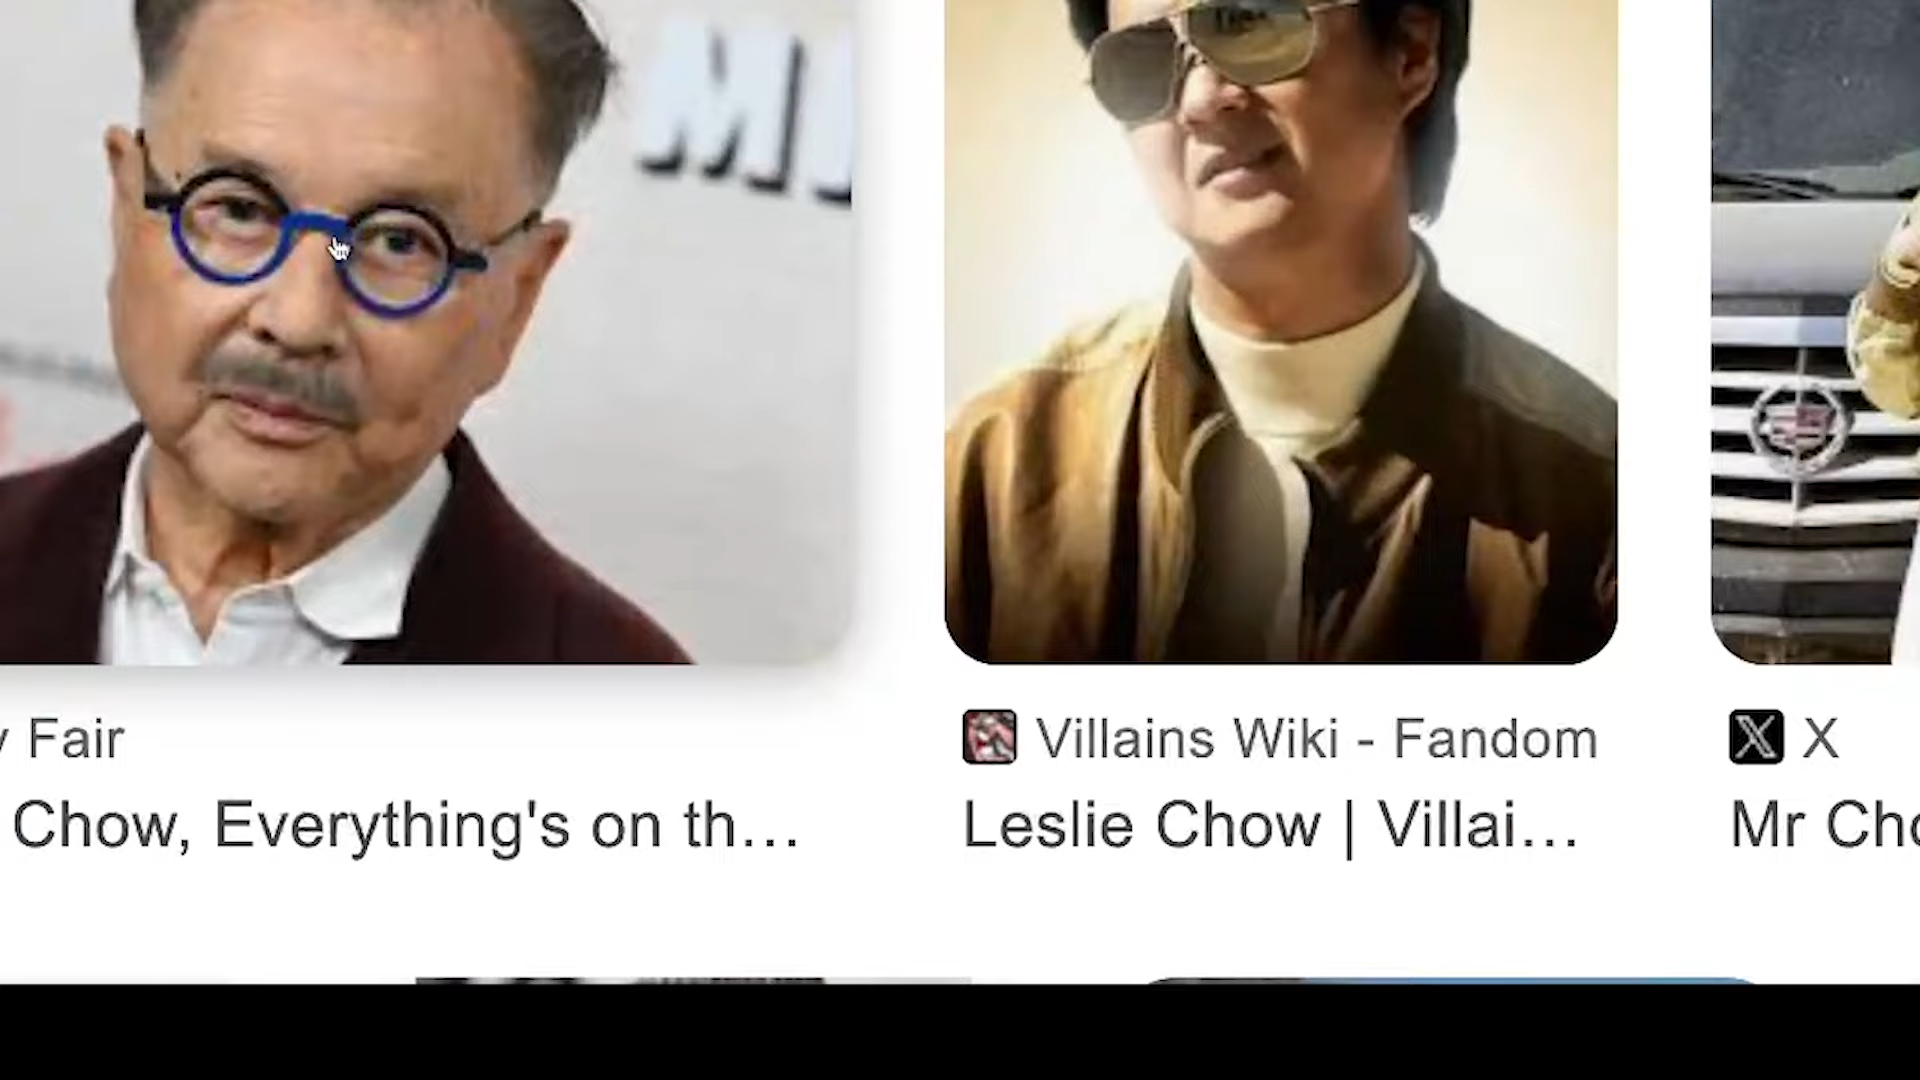 y Fair
Chow, Everything's on th...
Villains Wiki - Fandom
Leslie Chow | Villai...
X
Mr Cho